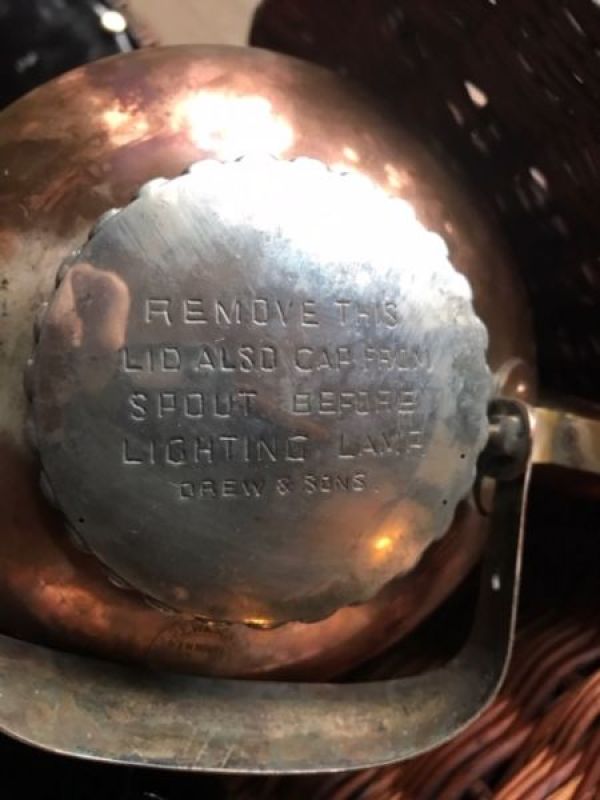 REMOVE THIS
LID ALSO CAP FROM
SPOUT BEFORE
LIGHTING LAMP
DREW & SONS.